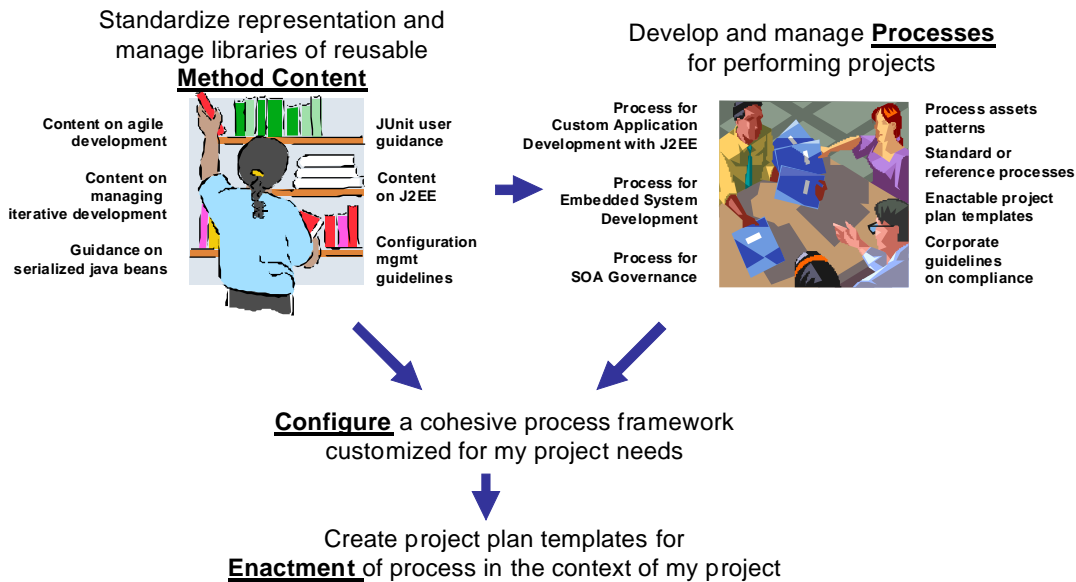 Standardize representation and
manage libraries of reusable
Method Content
Content on agile
development
Content on
managing
iterative development
Guidance on
serialized java beans
JUnit user
guidance
Content
on J2EE
Configuration
mgmt
guidelines
Develop and manage Processes
for performing projects
Process for
Custom Application
Development with J2EE
Process for
Embedded System
Development
Process for
SOA Governance
Process assets
patterns
Standard or
reference processes
Enactable project
plan templates
Corporate
guidelines
on compliance
Configure a cohesive process framework
customized for my project needs
Create project plan templates for
Enactment of process in the context of my project